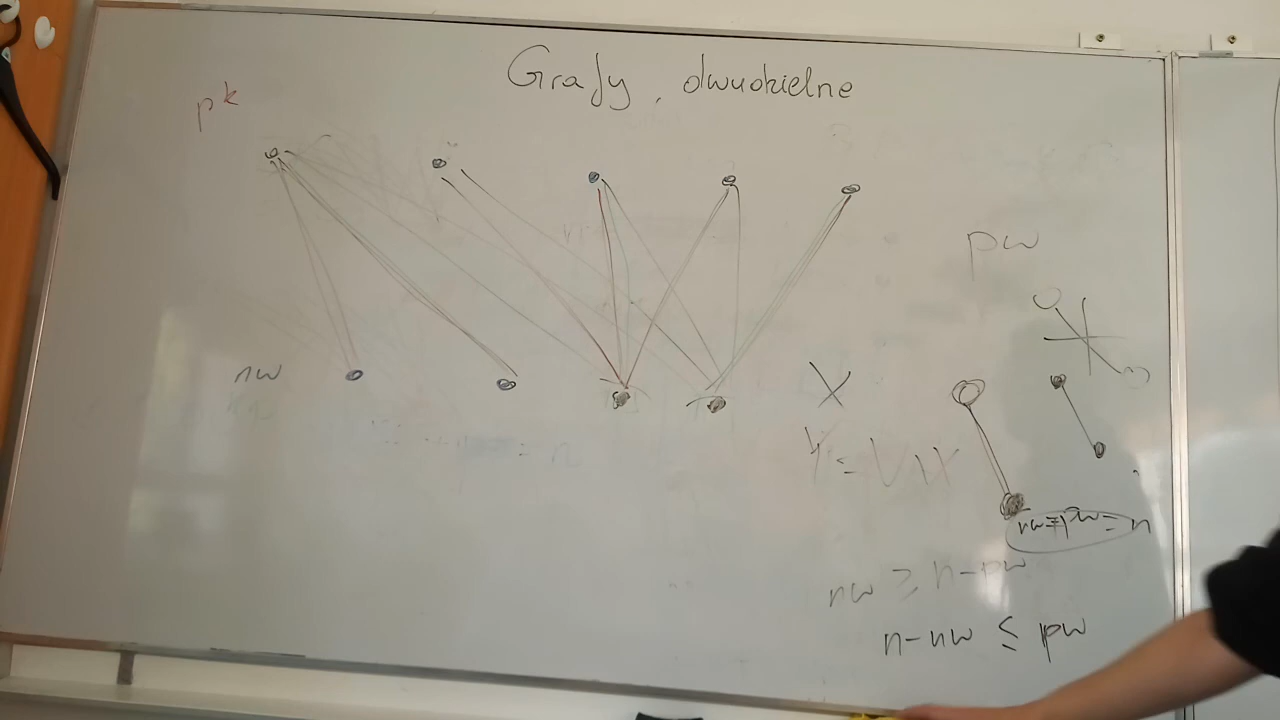 Grafy dwudzielne
pk
pw
nw
X
Y = V \ X
nw + pw = n
nw ≥ n - pw
n - nw ≤ pw